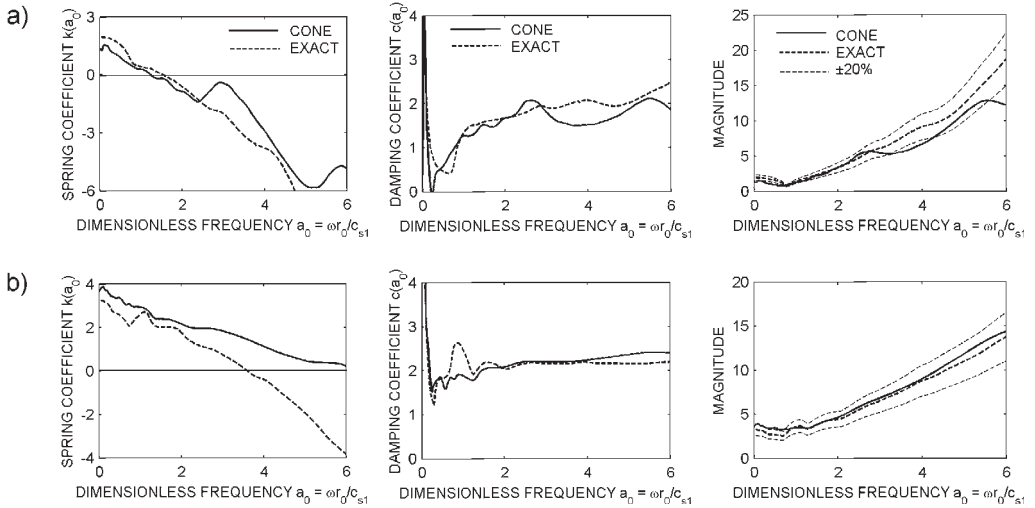 a)
SPRING COEFFICIENT k(a₀)
3
0
-3
-6
0 2 4 6
CONE
EXACT
DIMENSIONLESS FREQUENCY a₀ = ωr₀/cₛ₁
DAMPING COEFFICIENT c(a₀)
4
3
2
1
0
0 2 4 6
CONE
EXACT
DIMENSIONLESS FREQUENCY a₀ = ωr₀/cₛ₁
MAGNITUDE
25
20
15
10
5
0
0 2 4 6
CONE
EXACT
±20%
DIMENSIONLESS FREQUENCY a₀ = ωr₀/cₛ₁
b)
SPRING COEFFICIENT k(a₀)
4
2
0
-2
-4
0 2 4 6
DIMENSIONLESS FREQUENCY a₀ = ωr₀/cₛ₁
DAMPING COEFFICIENT c(a₀)
4
3
2
1
0
0 2 4 6
DIMENSIONLESS FREQUENCY a₀ = ωr₀/cₛ₁
MAGNITUDE
20
15
10
5
0
0 2 4 6
DIMENSIONLESS FREQUENCY a₀ = ωr₀/cₛ₁